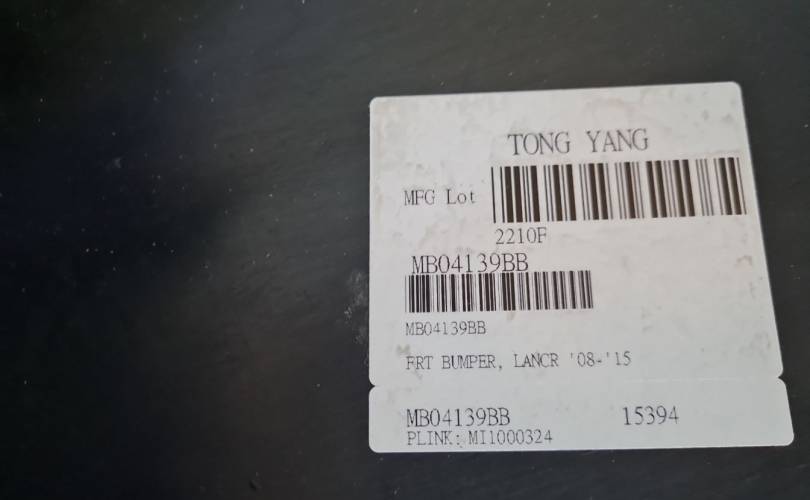 TONG YANG
MFG Lot
2210F
MB04139BB
MB04139BB
FRT BUMPER, LANCR '08-'15
MB04139BB 15394
PLINK: MI1000324